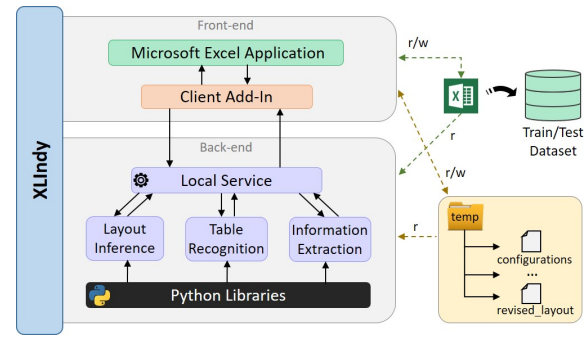 XLIndy
Front-end
Microsoft Excel Application
Client Add-In
Back-end
Local Service
Layout
Inference
Table
Recognition
Information
Extraction
Python Libraries
r/w
r
r/w
r
X
Train/Test
Dataset
temp
configurations
...
revised_layout